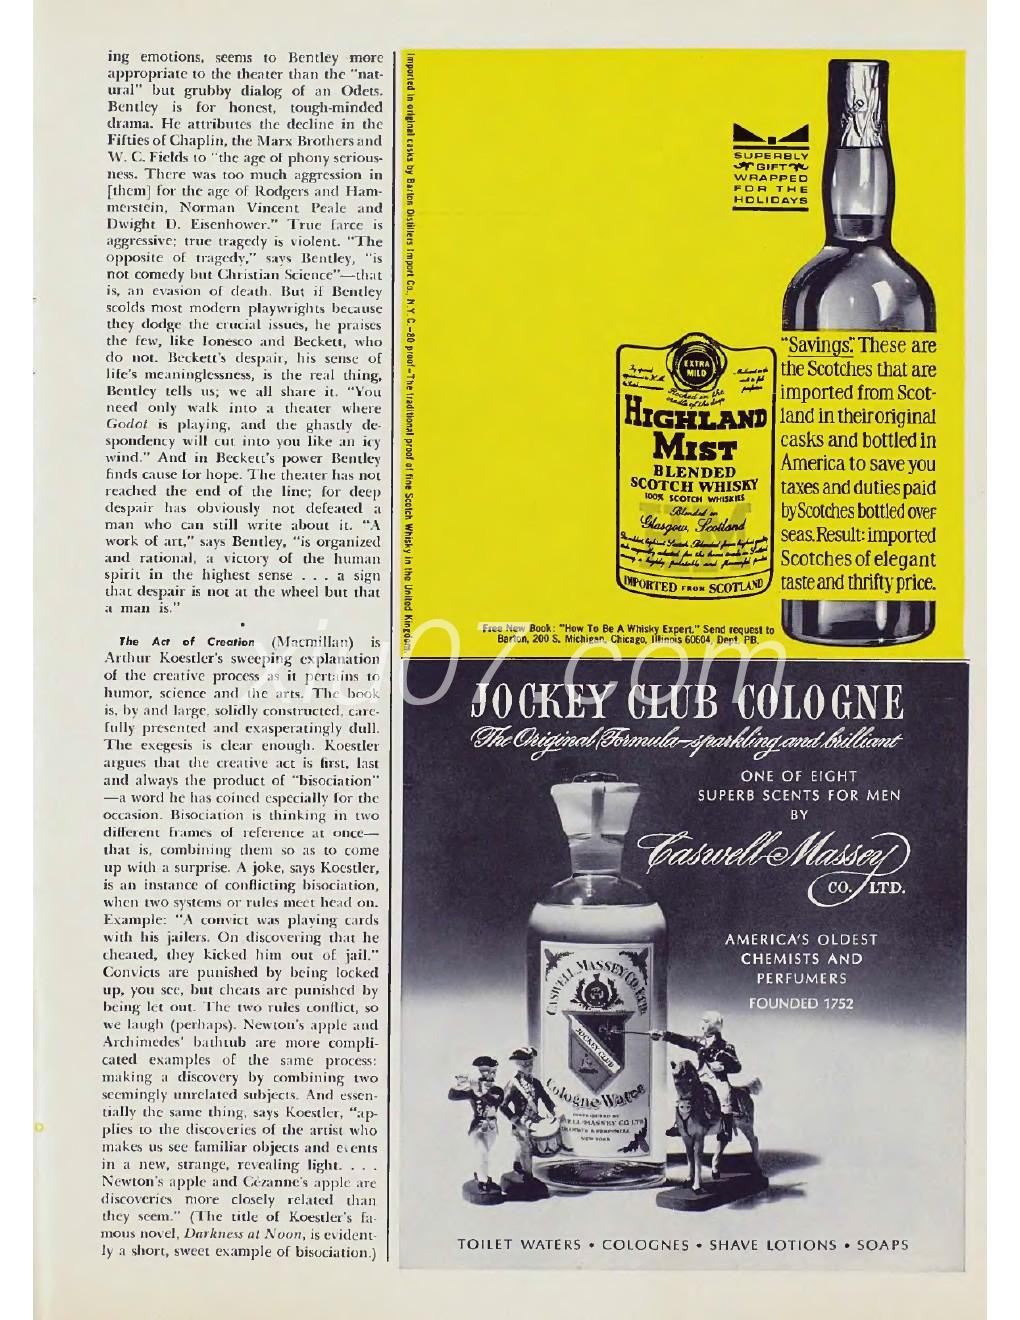 ing emotions, seems to Bentley more
appropriate to the theater than the "nat-
ural" but grubby dialog of an Odets.
Bentley is for honest, tough-minded
drama. He attributes the decline in the
Fifties of Chaplin, the Marx Brothers and
W. C. Fields to "the age of phony serious-
ness. There was too much aggression in
[them] for the age of Rodgers and Ham-
merstein, Norman Vincent Peale and
Dwight D. Eisenhower." True farce is
aggressive; true tragedy is violent. "The
opposite of tragedy," says Bentley, "is
not comedy but Christian Science"—that
is, an evasion of death. But if Bentley
scolds most modern playwrights because
they dodge the crucial issues, he praises
the few, like Ionesco and Beckett, who
do not. Beckett's despair, his sense of
life's meaninglessness, is the real thing,
Bentley tells us; we all share it. "You
need only walk into a theater where
Godot is playing, and the ghastly de-
spondency will cut into you like an icy
wind." And in Beckett's power Bentley
finds cause for hope. The theater has not
reached the end of the line; for deep
despair has obviously not defeated a
man who can still write about it. "A
work of art," says Bentley, "is organized
and rational, a victory of the human
spirit in the highest sense . . . a sign
that despair is not at the wheel but that
a man is."
•
The Act of Creation (Macmillan) is
Arthur Koestler's sweeping explanation
of the creative process as it pertains to
humor, science and the arts. The book
is, by and large, solidly constructed, care-
fully presented and exasperatingly dull.
The exegesis is clear enough. Koestler
argues that the creative act is first, last
and always the product of "bisociation"
—a word he has coined especially for the
occasion. Bisociation is thinking in two
different frames of reference at once—
that is, combining them so as to come
up with a surprise. A joke, says Koestler,
is an instance of conflicting bisociation,
when two systems or rules meet head on.
Example: "A convict was playing cards
with his jailers. On discovering that he
cheated, they kicked him out of jail."
Convicts are punished by being locked
up, you see, but cheats are punished by
being let out. The two rules conflict, so
we laugh (perhaps). Newton's apple and
Archimedes' bathtub are more compli-
cated examples of the same process:
making a discovery by combining two
seemingly unrelated subjects. And essen-
tially the same thing, says Koestler, "ap-
plies to the discoveries of the artist who
makes us see familiar objects and events
in a new, strange, revealing light. . . .
Newton's apple and Cézanne's apple are
discoveries more closely related than
they seem." (The title of Koestler's fa-
mous novel, Darkness at Noon, is evident-
ly a short, sweet example of bisociation.)
Imported in original casks by Barton Distillers Import Co., N.Y.C.—80 proof—The traditional proof of fine Scotch Whisky in the United Kingdom.
SUPERBLY
GIFT
WRAPPED
FOR THE
HOLIDAYS
EXTRA
MILD
HIGHLAND
MIST
BLENDED
SCOTCH WHISKY
100% SCOTCH WHISKIES
Blended in
Glasgow, Scotland
IMPORTED FROM SCOTLAND
"Savings." These are
the Scotches that are
imported from Scot-
land in their original
casks and bottled in
America to save you
taxes and duties paid
by Scotches bottled over
seas. Result: imported
Scotches of elegant
taste and thrifty price.
Free New Book: "How To Be A Whisky Expert." Send request to
Barton, 200 S. Michigan, Chicago, Illinois 60604, Dept. PB.
xiu07.com
JOCKEY CLUB COLOGNE
The Original Formula—sparkling and brilliant
ONE OF EIGHT
SUPERB SCENTS FOR MEN
BY
Caswell-Massey
CO. LTD.
AMERICA'S OLDEST
CHEMISTS AND
PERFUMERS
FOUNDED 1752
CASWELL MASSEY CO. LTD.
JOCKEY CLUB
Cologne Water
NEW YORK
TOILET WATERS • COLOGNES • SHAVE LOTIONS • SOAPS